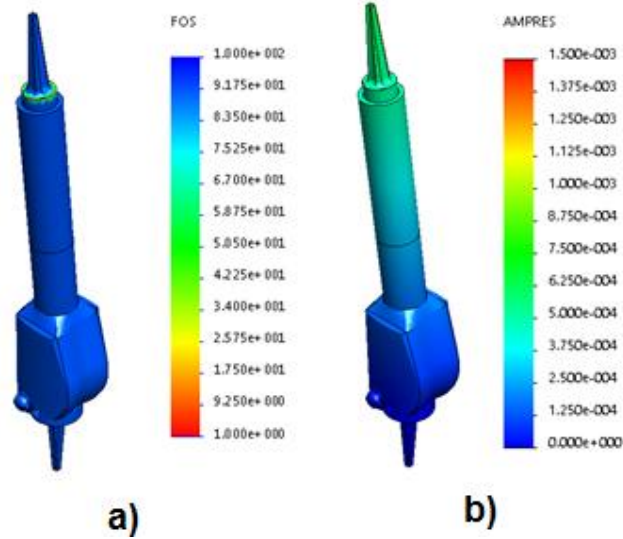 FOS
1.000e+002
9.175e+001
8.350e+001
7.525e+001
6.700e+001
5.875e+001
5.050e+001
4.225e+001
3.400e+001
2.575e+001
1.750e+001
9.250e+000
1.000e+000
AMPRES
1.500e-003
1.375e-003
1.250e-003
1.125e-003
1.000e-003
8.750e-004
7.500e-004
6.250e-004
5.000e-004
3.750e-004
2.500e-004
1.250e-004
0.000e+000
a)
b)